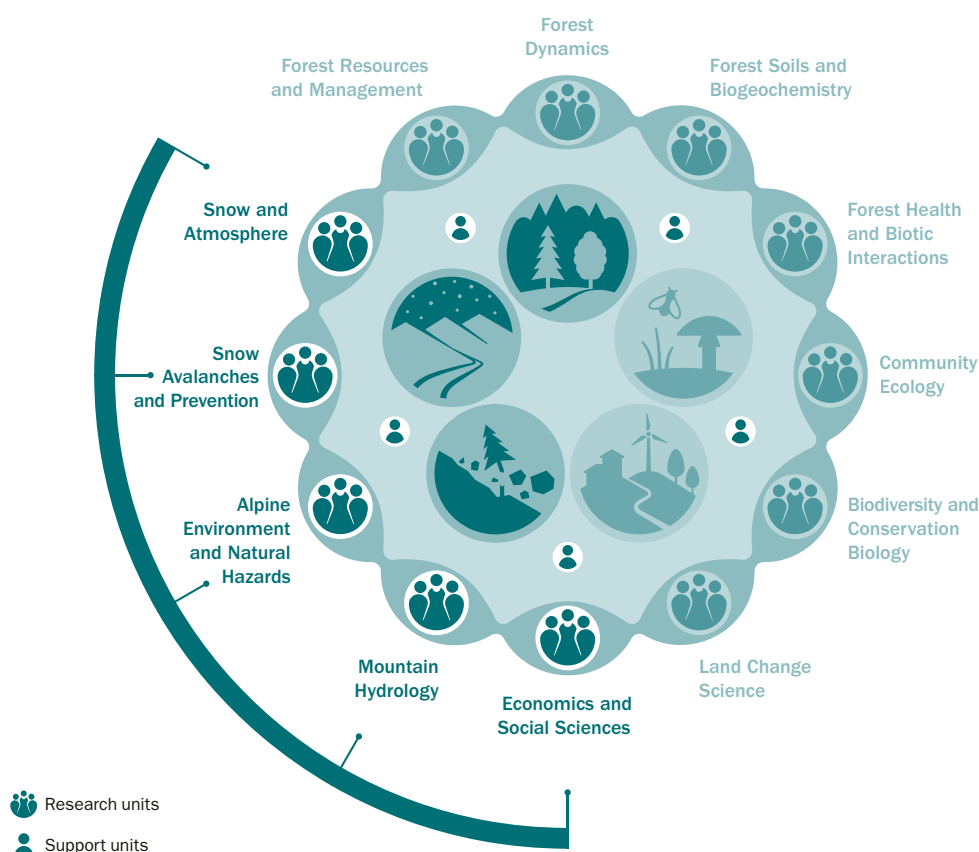 Forest
Dynamics
Forest Resources
and Management
Forest Soils and
Biogeochemistry
Snow and
Atmosphere
Forest Health
and Biotic
Interactions
Snow
Avalanches
and Prevention
Community
Ecology
Alpine
Environment
and Natural
Hazards
Biodiversity and
Conservation
Biology
Mountain
Hydrology
Land Change
Science
Economics and
Social Sciences
Research units
Support units